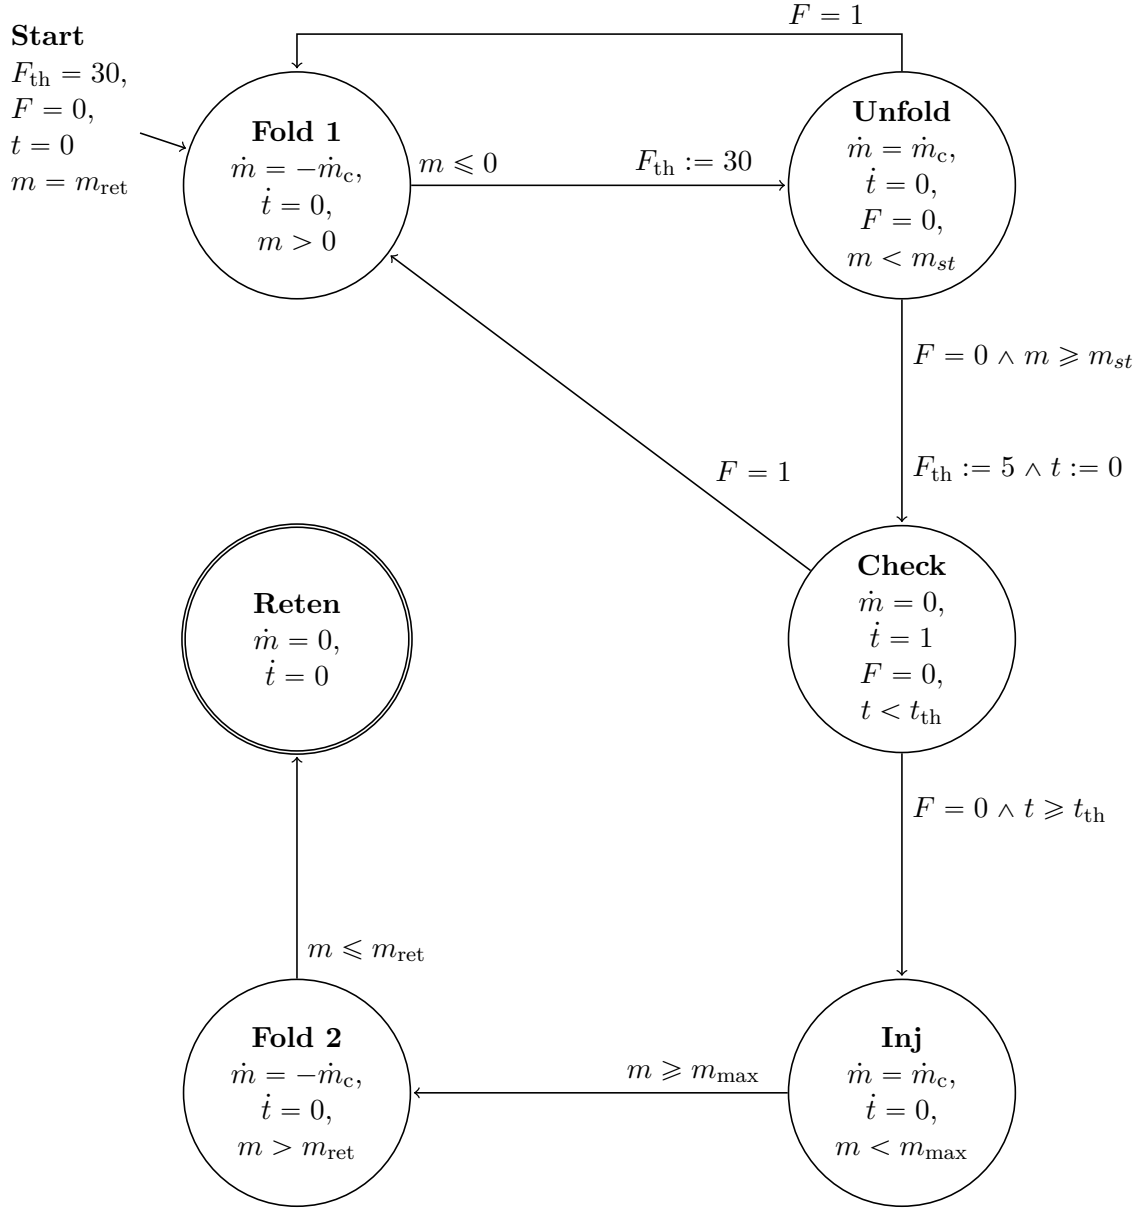 F = 1
Start
F_th = 30,
F = 0,
t = 0
m = m_ret
Fold 1
ṁ = −ṁ_c,
ṫ = 0,
m > 0
m ⩽ 0
F_th := 30
Unfold
ṁ = ṁ_c,
ṫ = 0,
F = 0,
m < m_st
F = 0 ∧ m ⩾ m_st
F_th := 5 ∧ t := 0
F = 1
Check
ṁ = 0,
ṫ = 1
F = 0,
t < t_th
Reten
ṁ = 0,
ṫ = 0
F = 0 ∧ t ⩾ t_th
m ⩽ m_ret
Fold 2
ṁ = −ṁ_c,
ṫ = 0,
m > m_ret
m ⩾ m_max
Inj
ṁ = ṁ_c,
ṫ = 0,
m < m_max